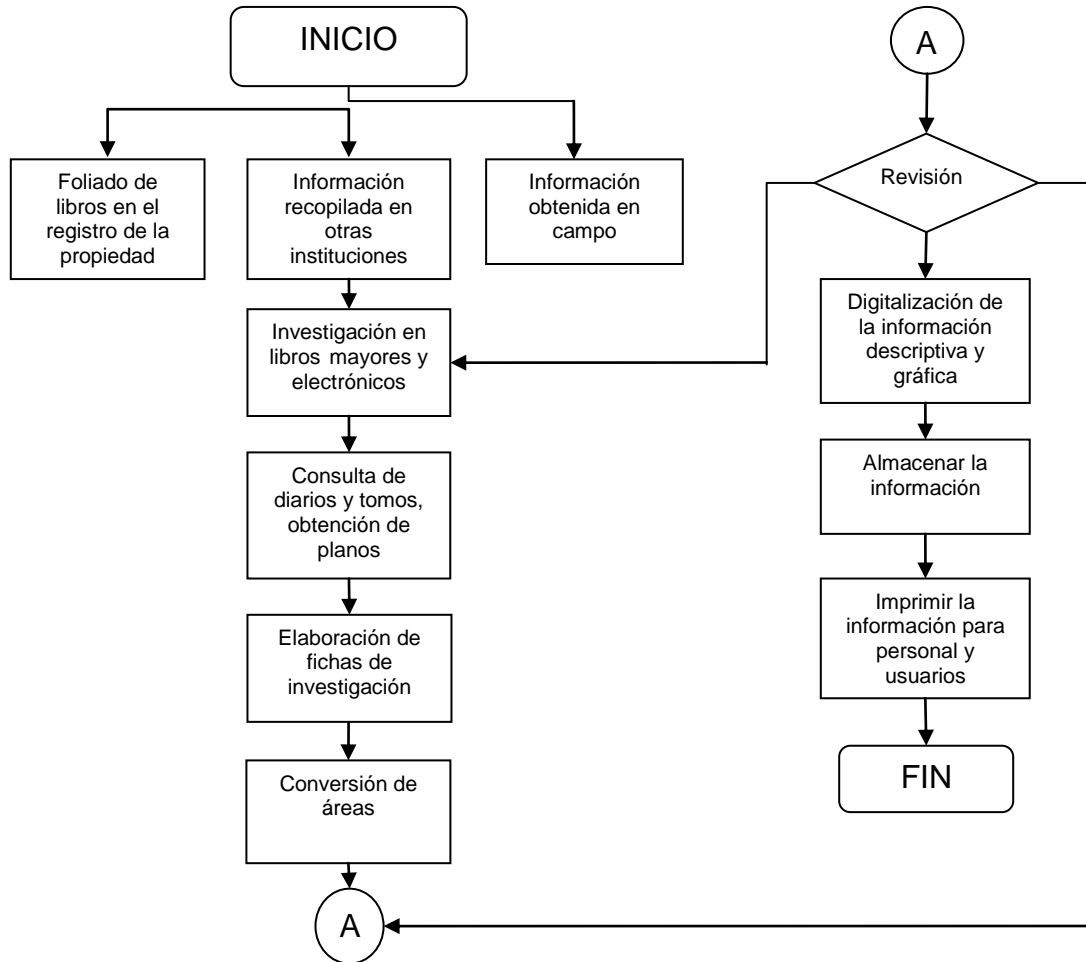 INICIO
Foliado de
libros en el
registro de la
propiedad
Información
recopilada en
otras
instituciones
Información
obtenida en
campo
Investigación en
libros mayores y
electrónicos
Consulta de
diarios y tomos,
obtención de
planos
Elaboración de
fichas de
investigación
Conversión de
áreas
A
A
Revisión
Digitalización de
la información
descriptiva y
gráfica
Almacenar la
información
Imprimir la
información para
personal y
usuarios
FIN